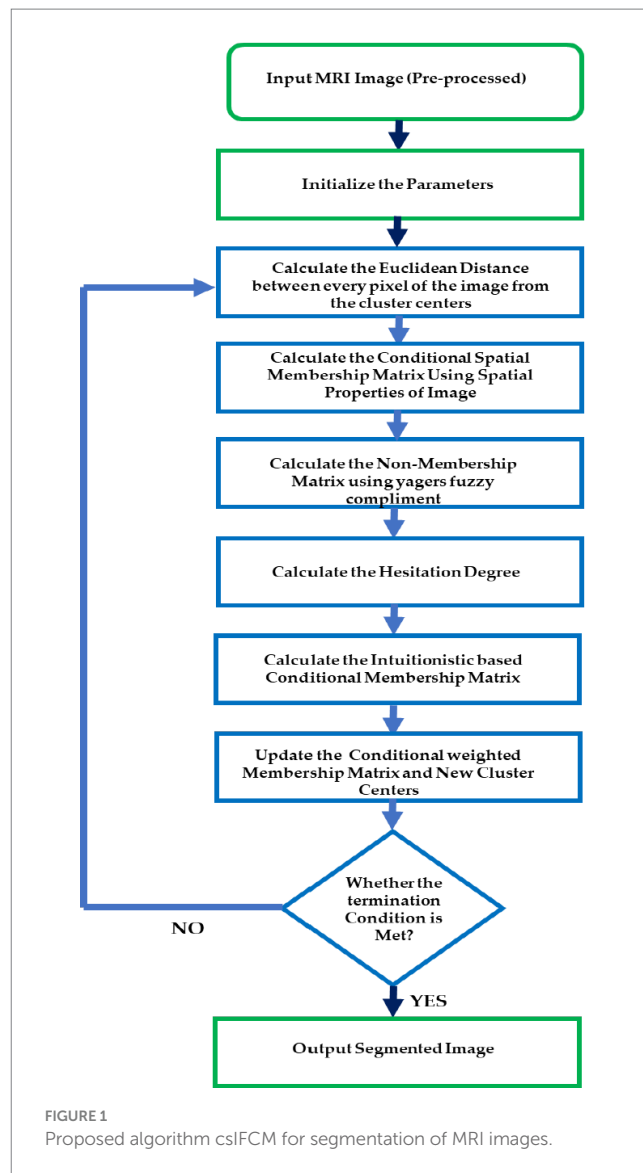 Input MRI Image (Pre-processed)
Initialize the Parameters
Calculate the Euclidean Distance
between every pixel of the image from
the cluster centers
Calculate the Conditional Spatial
Membership Matrix Using Spatial
Properties of Image
Calculate the Non-Membership
Matrix using yagers fuzzy
compliment
Calculate the Hesitation Degree
Calculate the Intuitionistic based
Conditional Membership Matrix
Update the Conditional weighted
Membership Matrix and New Cluster
Centers
Whether the
termination
Condition is
Met?
NO
YES
Output Segmented Image
FIGURE 1
Proposed algorithm csIFCM for segmentation of MRI images.